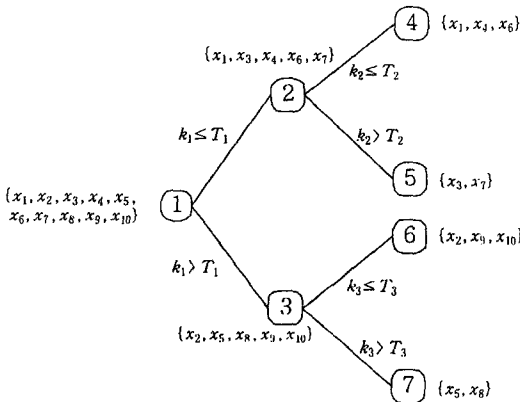 4 {x₁, x₄, x₆}
{x₁, x₃, x₄, x₆, x₇}
k₂ ≤ T₂
2
k₁ ≤ T₁
k₂ > T₂
5 {x₃, x₇}
{x₁, x₂, x₃, x₄, x₅,
x₆, x₇, x₈, x₉, x₁₀}
1
6 {x₂, x₉, x₁₀}
k₁ > T₁
k₃ ≤ T₃
3
{x₂, x₅, x₈, x₉, x₁₀}
k₃ > T₃
7 {x₅, x₈}